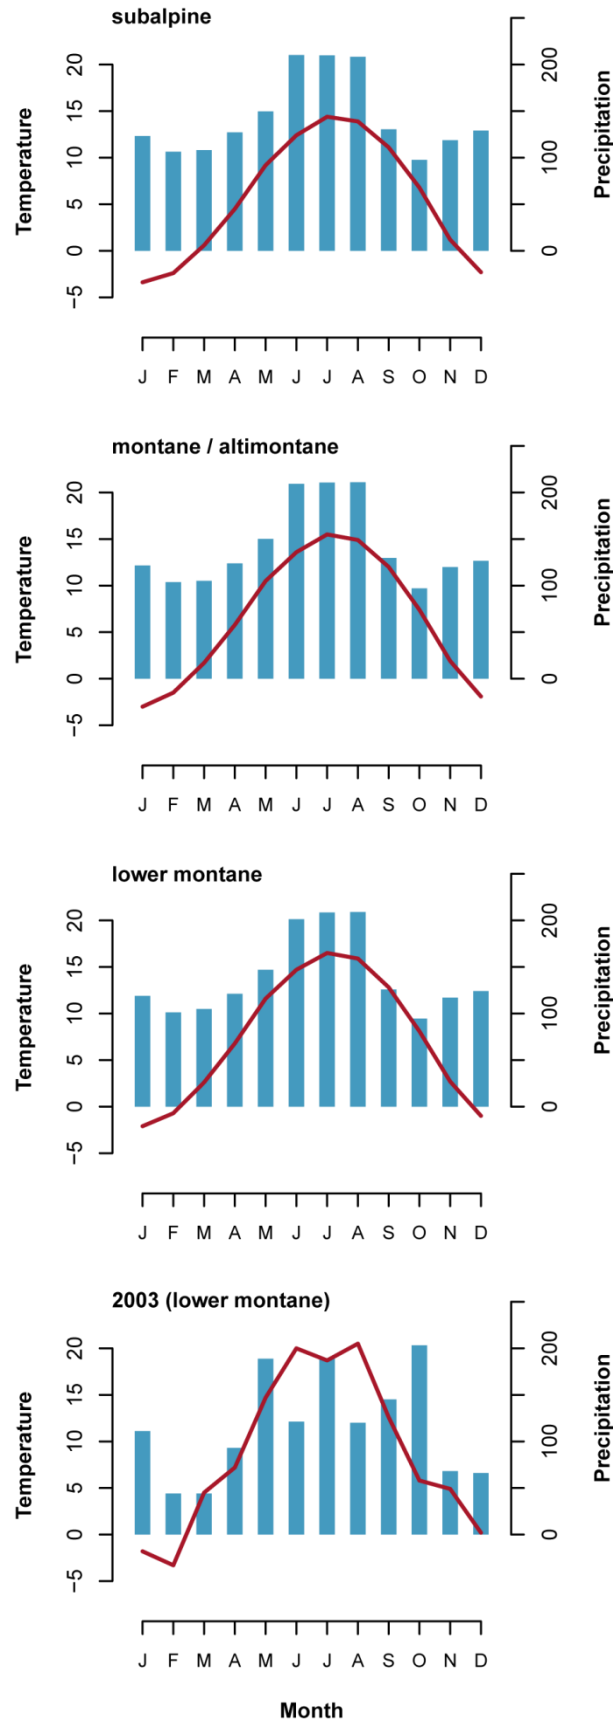 subalpine
20
15
10
5
0
−5
Temperature
200
100
0
Precipitation
J F M A M J J A S O N D
montane / altimontane
20
15
10
5
0
−5
Temperature
200
100
0
Precipitation
J F M A M J J A S O N D
lower montane
20
15
10
5
0
−5
Temperature
200
100
0
Precipitation
J F M A M J J A S O N D
2003 (lower montane)
20
15
10
5
0
−5
Temperature
200
100
0
Precipitation
J F M A M J J A S O N D
Month